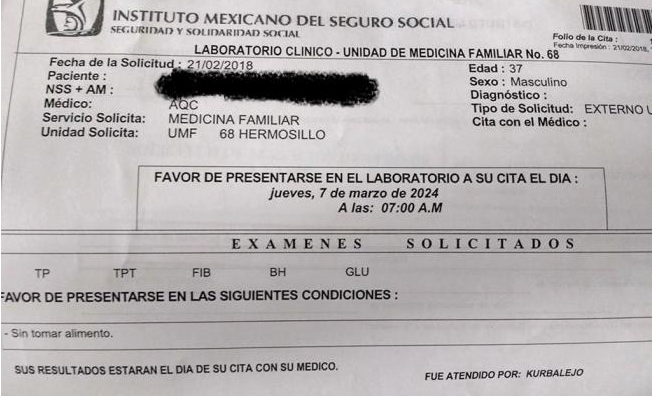 INSTITUTO MEXICANO DEL SEGURO SOCIAL
SEGURIDAD Y SOLIDARIDAD SOCIAL
Folio de la Cita :
Fecha Impresión : 21/02/2018,
LABORATORIO CLINICO - UNIDAD DE MEDICINA FAMILIAR No. 68
Fecha de la Solicitud : 21/02/2018
Edad : 37
Paciente :
Sexo : Masculino
NSS + AM :
Diagnóstico :
Médico: AQC
Tipo de Solicitud: EXTERNO U
Servicio Solicita: MEDICINA FAMILIAR
Cita con el Médico :
Unidad Solicita: UMF 68 HERMOSILLO
FAVOR DE PRESENTARSE EN EL LABORATORIO A SU CITA EL DIA :
jueves, 7 de marzo de 2024
A las: 07:00 A.M
EXAMENES SOLICITADOS
TP TPT FIB BH GLU
FAVOR DE PRESENTARSE EN LAS SIGUIENTES CONDICIONES :
- Sin tomar alimento.
SUS RESULTADOS ESTARAN EL DIA DE SU CITA CON SU MEDICO.
FUE ATENDIDO POR: KURBALEJO